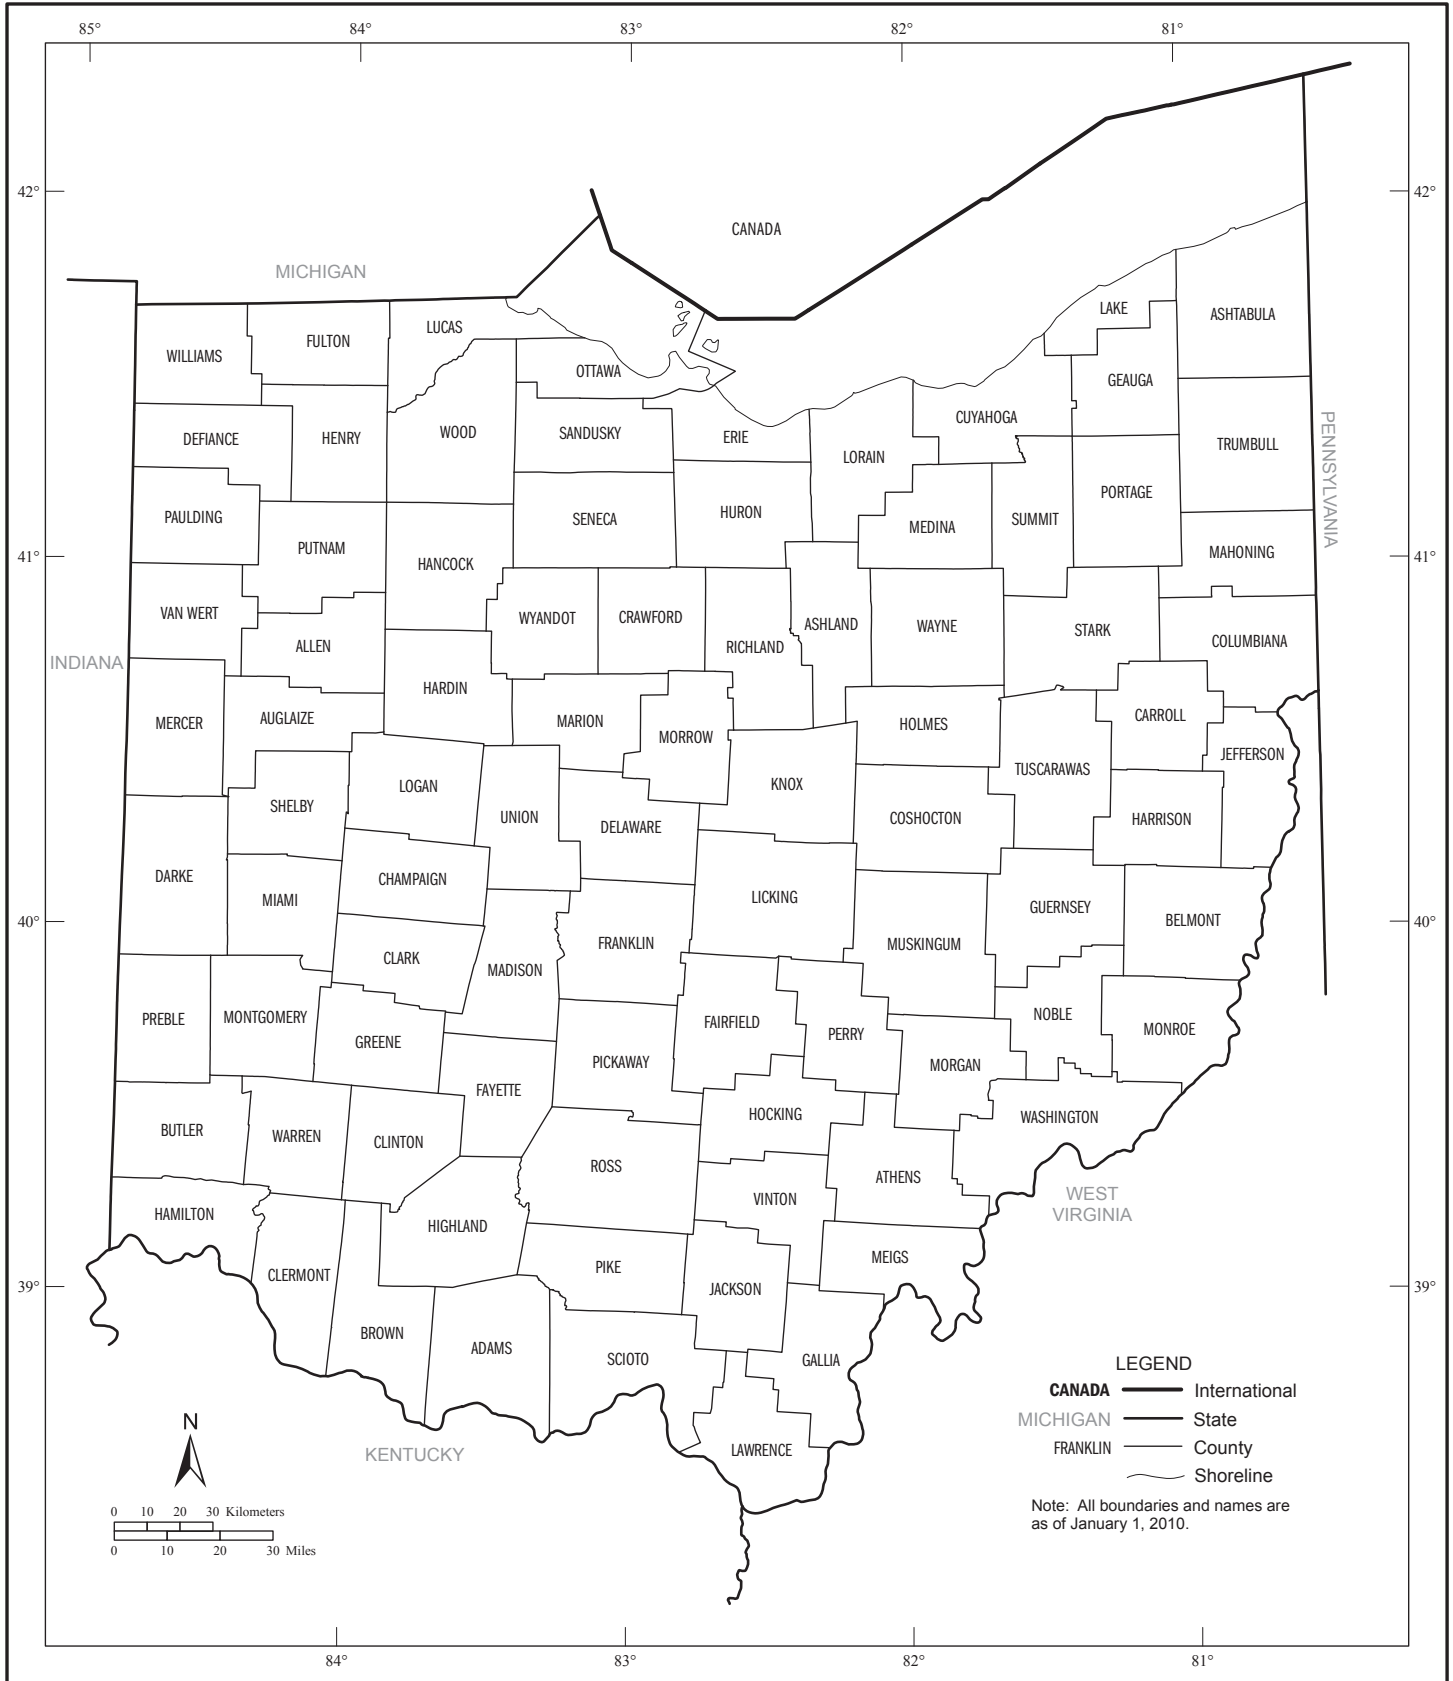 85° 84° 83° 82° 81°
42° 42°
CANADA
MICHIGAN
LAKE
ASHTABULA
LUCAS
FULTON
WILLIAMS
OTTAWA
GEAUGA
CUYAHOGA
WOOD
SANDUSKY
ERIE
DEFIANCE
HENRY
TRUMBULL
LORAIN
PENNSYLVANIA
PORTAGE
PAULDING
SENECA
HURON
SUMMIT
MEDINA
PUTNAM
MAHONING
41° 41°
HANCOCK
VAN WERT
WYANDOT
CRAWFORD
ASHLAND
WAYNE
STARK
COLUMBIANA
ALLEN
RICHLAND
INDIANA
HARDIN
AUGLAIZE
MERCER
MARION
HOLMES
CARROLL
MORROW
JEFFERSON
TUSCARAWAS
LOGAN
KNOX
SHELBY
UNION
DELAWARE
COSHOCTON
HARRISON
DARKE
CHAMPAIGN
MIAMI
LICKING
GUERNSEY
BELMONT
40° 40°
FRANKLIN
MUSKINGUM
CLARK
MADISON
PREBLE
MONTGOMERY
FAIRFIELD
NOBLE
MONROE
GREENE
PERRY
PICKAWAY
MORGAN
FAYETTE
HOCKING
WASHINGTON
BUTLER
WARREN
CLINTON
ROSS
ATHENS
VINTON
WEST
VIRGINIA
HAMILTON
HIGHLAND
MEIGS
PIKE
CLERMONT
39° 39°
JACKSON
BROWN
ADAMS
SCIOTO
GALLIA
LAWRENCE
KENTUCKY
LEGEND
CANADA International
MICHIGAN State
FRANKLIN County
Shoreline
Note: All boundaries and names are
as of January 1, 2010.
N
0 10 20 30 Kilometers
0 10 20 30 Miles
84° 83° 82° 81°